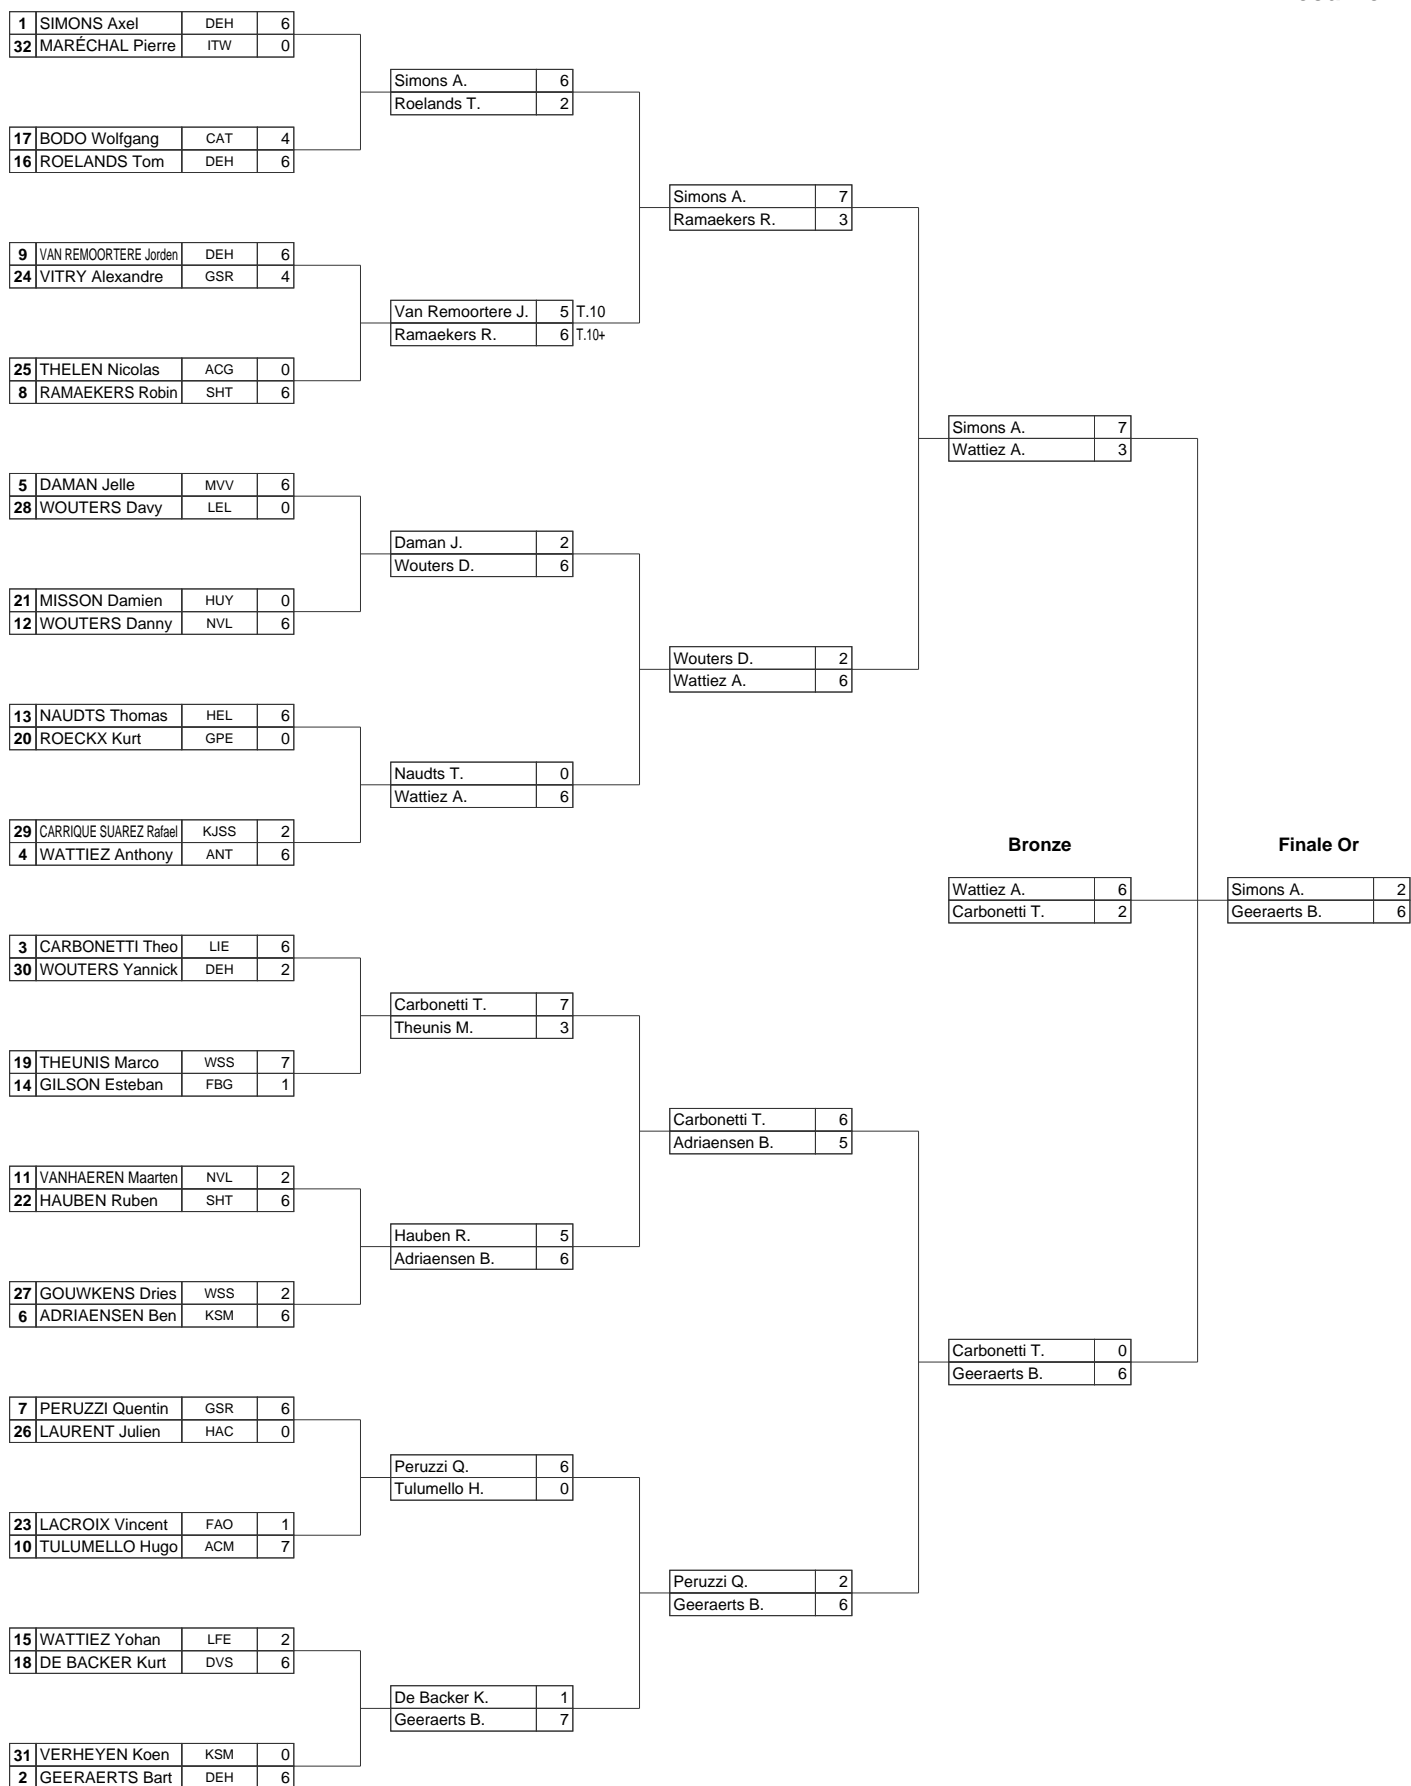 1 SIMONS Axel DEH 6
32 MARÉCHAL Pierre ITW 0
Simons A. 6
Roelands T. 2
17 BODO Wolfgang CAT 4
16 ROELANDS Tom DEH 6
Simons A. 7
Ramaekers R. 3
9 VAN REMOORTERE Jorden DEH 6
24 VITRY Alexandre GSR 4
Van Remoortere J. 5 T.10
Ramaekers R. 6 T.10+
25 THELEN Nicolas ACG 0
8 RAMAEKERS Robin SHT 6
Simons A. 7
Wattiez A. 3
5 DAMAN Jelle MVV 6
28 WOUTERS Davy LEL 0
Daman J. 2
Wouters D. 6
21 MISSON Damien HUY 0
12 WOUTERS Danny NVL 6
Wouters D. 2
Wattiez A. 6
13 NAUDTS Thomas HEL 6
20 ROECKX Kurt GPE 0
Naudts T. 0
Wattiez A. 6
29 CARRIQUE SUAREZ Rafael KJSS 2
4 WATTIEZ Anthony ANT 6
Bronze Finale Or
Wattiez A. 6 Simons A. 2
Carbonetti T. 2 Geeraerts B. 6
3 CARBONETTI Theo LIE 6
30 WOUTERS Yannick DEH 2
Carbonetti T. 7
Theunis M. 3
19 THEUNIS Marco WSS 7
14 GILSON Esteban FBG 1
Carbonetti T. 6
Adriaensen B. 5
11 VANHAEREN Maarten NVL 2
22 HAUBEN Ruben SHT 6
Hauben R. 5
Adriaensen B. 6
27 GOUWKENS Dries WSS 2
6 ADRIAENSEN Ben KSM 6
Carbonetti T. 0
Geeraerts B. 6
7 PERUZZI Quentin GSR 6
26 LAURENT Julien HAC 0
Peruzzi Q. 6
Tulumello H. 0
23 LACROIX Vincent FAO 1
10 TULUMELLO Hugo ACM 7
Peruzzi Q. 2
Geeraerts B. 6
15 WATTIEZ Yohan LFE 2
18 DE BACKER Kurt DVS 6
De Backer K. 1
Geeraerts B. 7
31 VERHEYEN Koen KSM 0
2 GEERAERTS Bart DEH 6